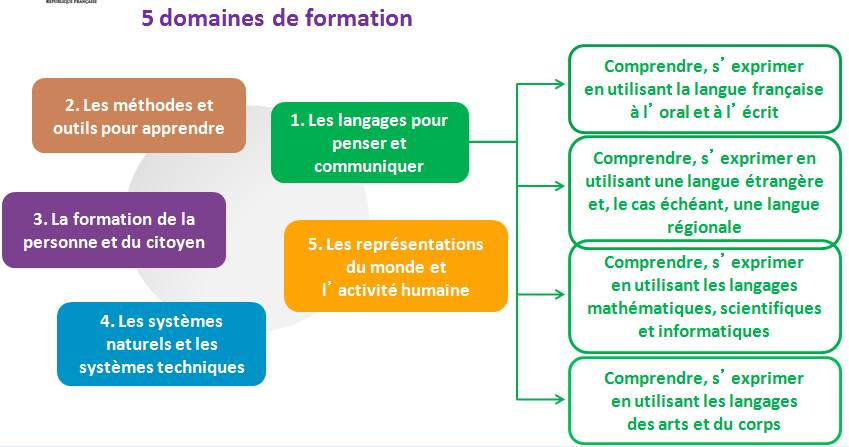 RÉPUBLIQUE FRANÇAISE
5 domaines de formation
2. Les méthodes et
outils pour apprendre
1. Les langages pour
penser et
communiquer
3. La formation de la
personne et du citoyen
5. Les représentations
du monde et
l’ activité humaine
4. Les systèmes
naturels et les
systèmes techniques
Comprendre, s’ exprimer
en utilisant la langue française
à l’ oral et à l’ écrit
Comprendre, s’ exprimer en
utilisant une langue étrangère
et, le cas échéant, une langue
régionale
Comprendre, s’ exprimer
en utilisant les langages
mathématiques, scientifiques
et informatiques
Comprendre, s’ exprimer
en utilisant les langages
des arts et du corps